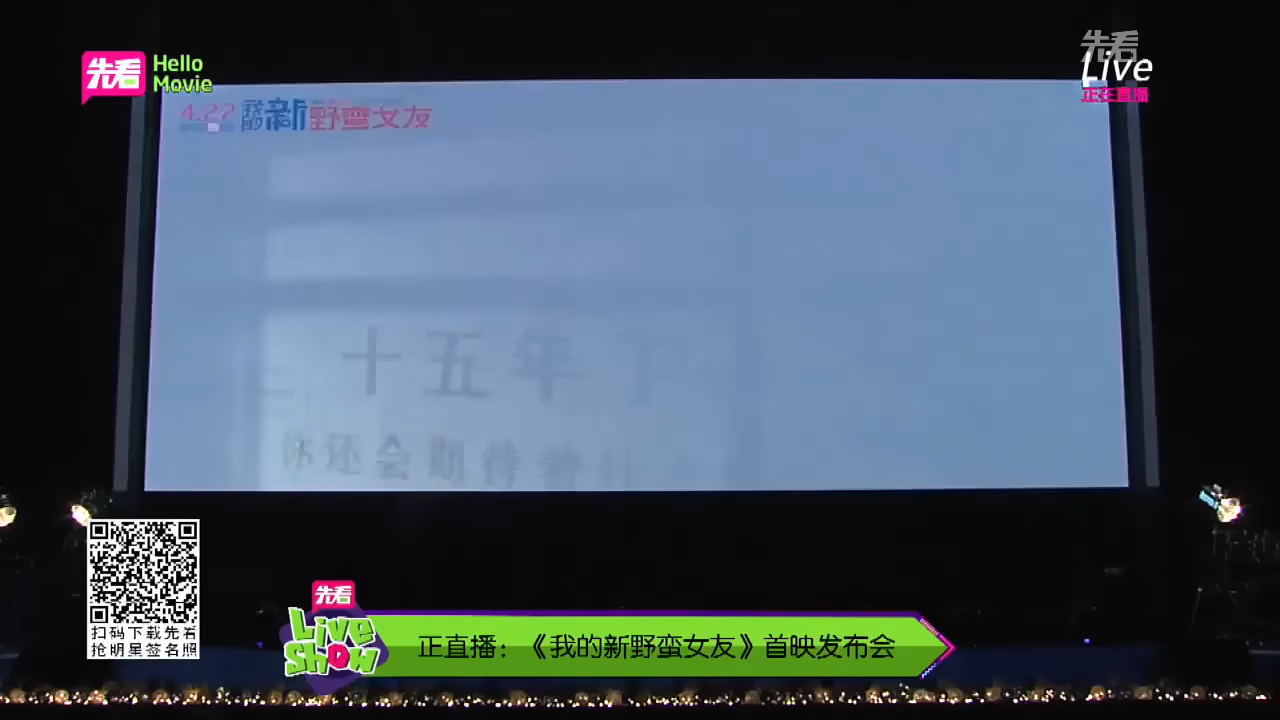 先看
Hello
Movie
先看
Live
正在直播
4.22 我的新野蛮女友
十五年了
你还会期待着什么
扫码下载先看
抢明星签名照
先看
Live
Show
正直播：《我的新野蛮女友》首映发布会